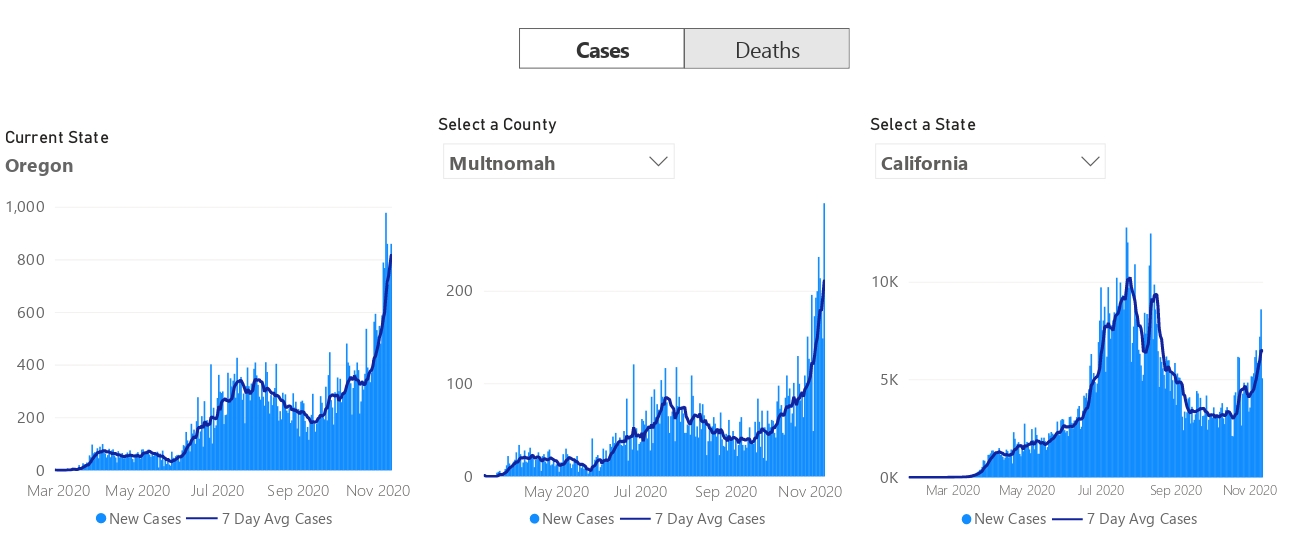 Cases Deaths
Current State
Oregon
1,000
800
600
400
200
0
Mar 2020 May 2020 Jul 2020 Sep 2020 Nov 2020
New Cases 7 Day Avg Cases
Select a County
Multnomah
200
100
0
May 2020 Jul 2020 Sep 2020 Nov 2020
New Cases 7 Day Avg Cases
Select a State
California
10K
5K
0K
Mar 2020 May 2020 Jul 2020 Sep 2020 Nov 2020
New Cases 7 Day Avg Cases